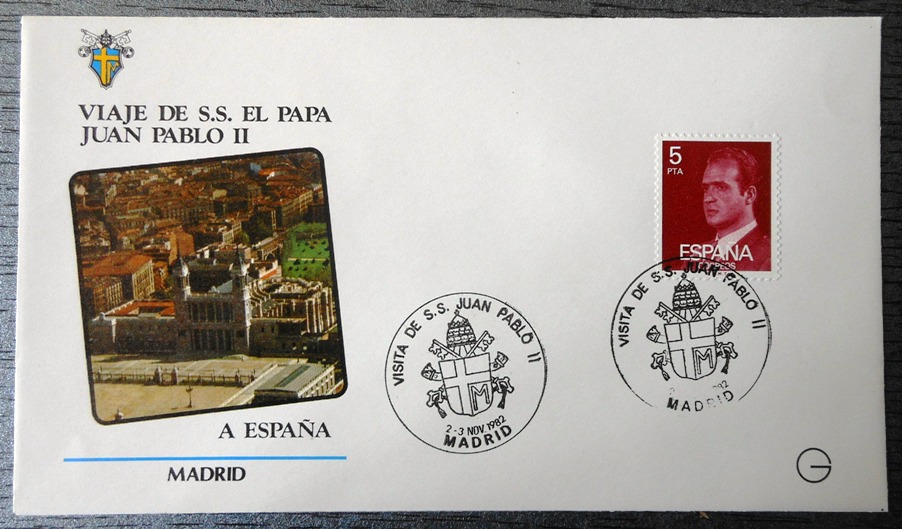 VIAJE DE S.S. EL PAPA
JUAN PABLO II
5
PTA
ESPAÑA
CORREOS
A ESPAÑA
MADRID
VISITA DE S.S. JUAN PABLO II
M
2-3 NOV. 1982
MADRID
VISITA DE S.S. JUAN PABLO II
M
MADRID
G